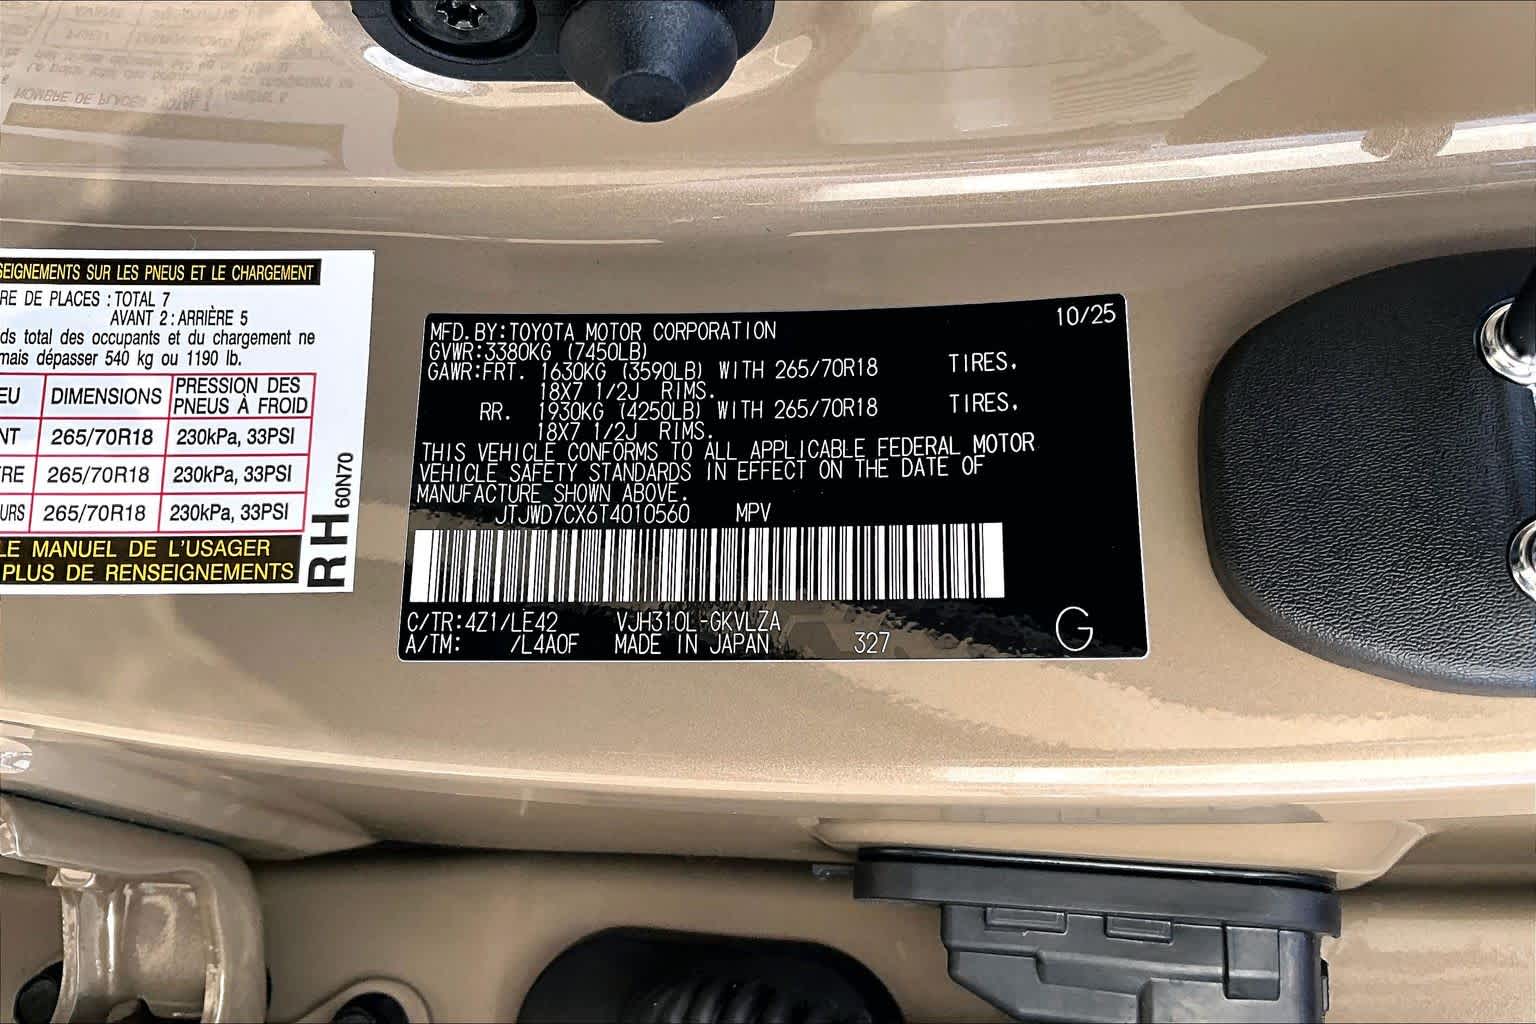 SEIGNEMENTS SUR LES PNEUS ET LE CHARGEMENT
RE DE PLACES : TOTAL 7
AVANT 2 : ARRIÈRE 5
ds total des occupants et du chargement ne
mais dépasser 540 kg ou 1190 lb.
EU DIMENSIONS PRESSION DES PNEUS À FROID
NT 265/70R18 230kPa, 33PSI
RE 265/70R18 230kPa, 33PSI
URS 265/70R18 230kPa, 33PSI
LE MANUEL DE L'USAGER
PLUS DE RENSEIGNEMENTS
RH 60N70
10/25
MFD. BY: TOYOTA MOTOR CORPORATION
GVWR: 3380KG (7450LB)
GAWR: FRT. 1630KG (3590LB) WITH 265/70R18 TIRES,
18X7 1/2J RIMS.
RR. 1930KG (4250LB) WITH 265/70R18 TIRES,
18X7 1/2J RIMS.
THIS VEHICLE CONFORMS TO ALL APPLICABLE FEDERAL MOTOR
VEHICLE SAFETY STANDARDS IN EFFECT ON THE DATE OF
MANUFACTURE SHOWN ABOVE.
JTJWD7CX6T4010560 MPV
C/TR: 4Z1/LE42 VJH310L-GKVLZA
A/TM: /L4A0F MADE IN JAPAN 327 G